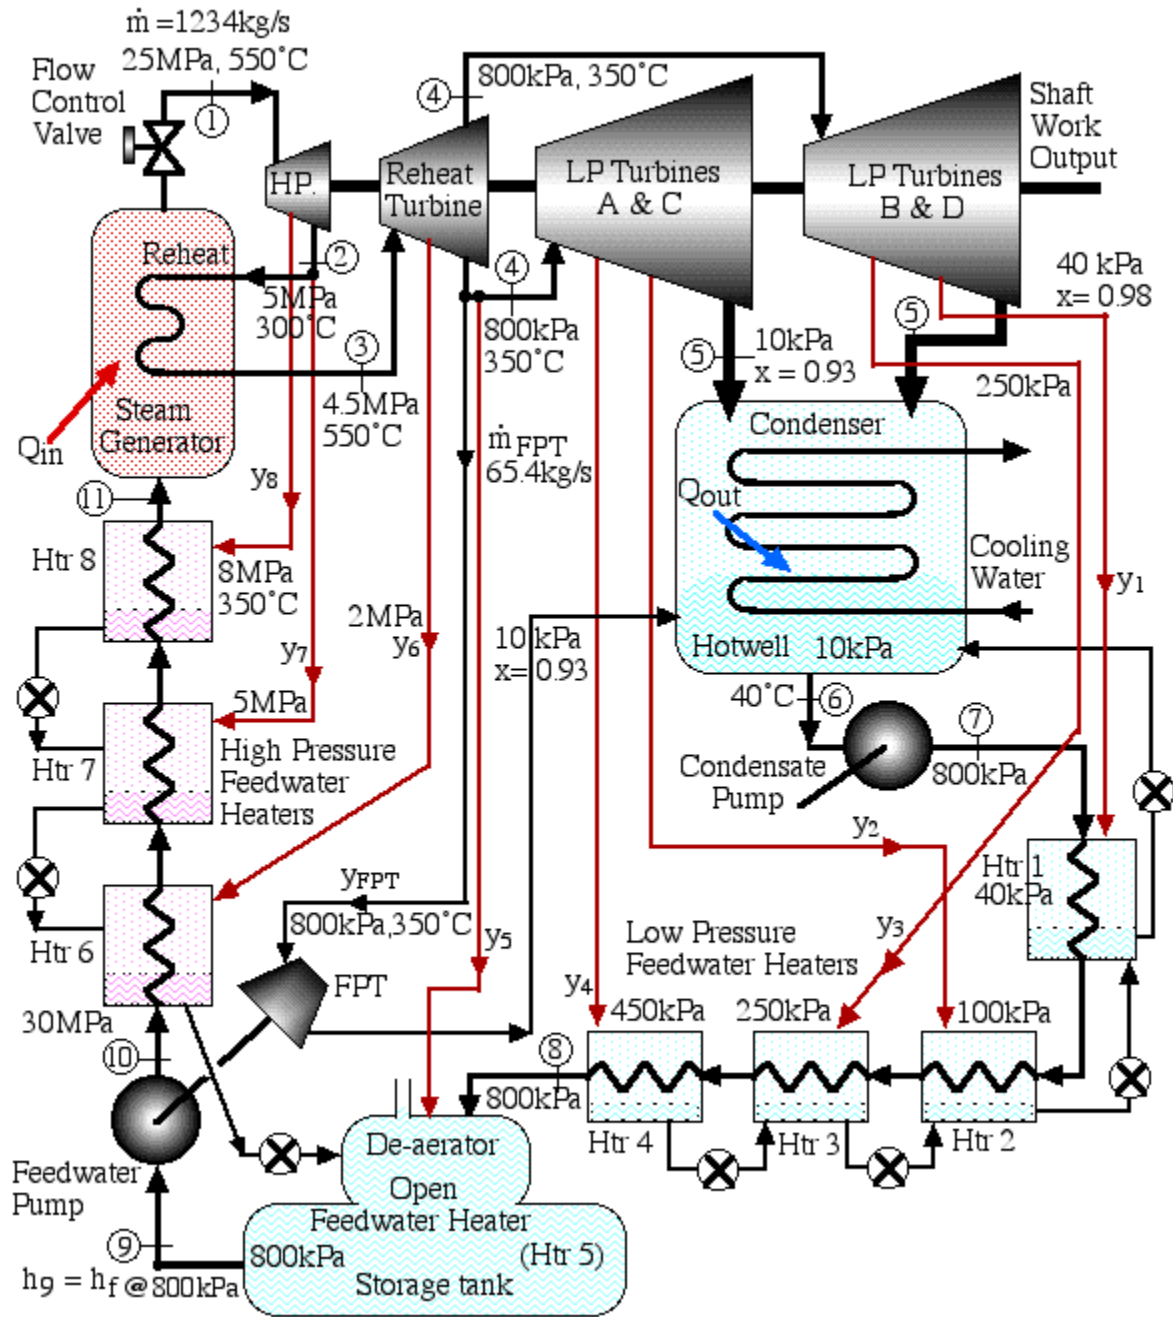 ṁ =1234kg/s
25MPa, 550˚C
Flow
Control
Valve
1
4
800kPa, 350˚C
Shaft
Work
Output
HP.
Reheat
Turbine
LP Turbines
A & C
LP Turbines
B & D
2
Reheat
5MPa
300˚C
4
800kPa
350˚C
40 kPa
x= 0.98
3
5
10kPa
x = 0.93
5
250kPa
4.5MPa
550˚C
Steam
Generator
Qin
ṁ FPT
65.4kg/s
Condenser
Qout
Cooling
Water
y8
11
Htr 8
8MPa
350˚C
2MPa
y6
10 kPa
x= 0.93
Hotwell 10kPa
y1
y7
5MPa
40˚C
6
7
800kPa
Condensate
Pump
Htr 7
High Pressure
Feedwater
Heaters
y2
Htr 1
40kPa
yFPT
800kPa,350˚C
y5
Htr 6
FPT
Low Pressure
Feedwater Heaters
y3
y4
450kPa
250kPa
100kPa
30MPa
10
8
800kPa
Htr 4
Htr 3
Htr 2
De-aerator
Open
Feedwater Heater
(Htr 5)
Storage tank
Feedwater
Pump
9
800kPa
h9 = hf @ 800kPa